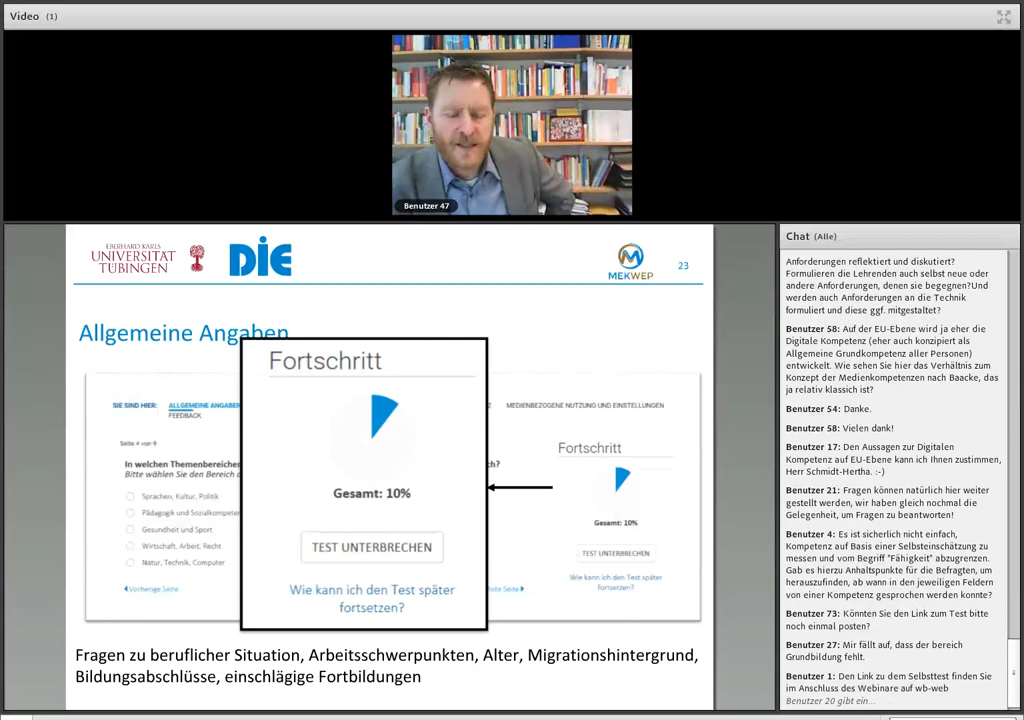 Video (1)
Benutzer 47
EBERHARD KARLS
UNIVERSITÄT
TÜBINGEN
DIE
MEKWEP
23
Allgemeine Angaben
SIE SIND HIER: ALLGEMEINE ANGABEN
FEEDBACK
MEDIENBEZOGENE NUTZUNG UND EINSTELLUNGEN
Seite 4 von 9
In welchen Themenbereichen
Bitte wählen Sie den Bereich
Sprachen, Kultur, Politik
Pädagogik und Sozialkompeten
Gesundheit und Sport
Wirtschaft, Arbeit, Recht
Natur, Technik, Computer
Vorherige Seite
Fortschritt
Gesamt: 10%
TEST UNTERBRECHEN
Wie kann ich den Test später
fortsetzen?
Fortschritt
Gesamt: 10%
TEST UNTERBRECHEN
Wie kann ich den Test später
fortsetzen?
Fragen zu beruflicher Situation, Arbeitsschwerpunkten, Alter, Migrationshintergrund,
Bildungsabschlüsse, einschlägige Fortbildungen
Chat (Alle)
Anforderungen reflektiert und diskutiert?
Formulieren die Lehrenden auch selbst neue oder
andere Anforderungen, denen sie begegnen?Und
werden auch Anforderungen an die Technik
formuliert und diese ggf. mitgestaltet?
Benutzer 58: Auf der EU-Ebene wird ja eher die
Digitale Kompetenz (eher auch konzipiert als
Allgemeine Grundkompetenz aller Personen)
entwickelt. Wie sehen Sie hier das Verhältnis zum
Konzept der Medienkompetenzen nach Baacke, das
ja relativ klassich ist?
Benutzer 54: Danke.
Benutzer 58: Vielen dank!
Benutzer 17: Den Aussagen zur Digitalen
Kompetenz auf EU-Ebene kann ich Ihnen zustimmen,
Herr Schmidt-Hertha. :-)
Benutzer 21: Fragen können natürlich hier weiter
gestellt werden, wir haben gleich nochmal die
Gelegenheit, um Fragen zu beantworten!
Benutzer 4: Es ist sicherlich nicht einfach,
Kompetenz auf Basis einer Selbsteinschätzung zu
messen und vom Begriff "Fähigkeit" abzugrenzen.
Gab es hierzu Anhaltspunkte für die Befragten, um
herauszufinden, ab wann in den jeweiligen Feldern
von einer Kompetenz gesprochen werden konnte?
Benutzer 73: Könnten Sie den Link zum Test bitte
noch einmal posten?
Benutzer 27: Mir fällt auf, dass der bereich
Grundbildung fehlt.
Benutzer 1: Den Link zu dem Selbsttest finden Sie
im Anschluss des Webinare auf wb-web
Benutzer 20 gibt ein...